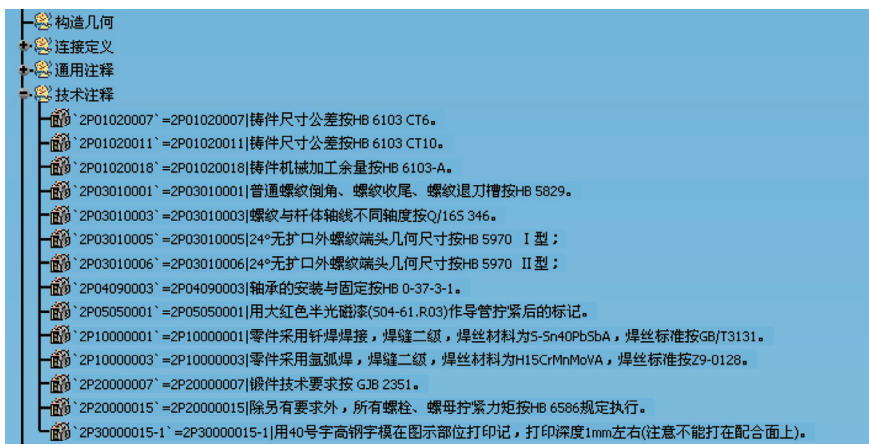 构造几何
连接定义
通用注释
技术注释
`2P01020007`=2P01020007|铸件尺寸公差按HB 6103 CT6。
`2P01020011`=2P01020011|铸件尺寸公差按HB 6103 CT10。
`2P01020018`=2P01020018|铸件机械加工余量按HB 6103-A。
`2P03010001`=2P03010001|普通螺纹倒角、螺纹收尾、螺纹退刀槽按HB 5829。
`2P03010003`=2P03010003|螺纹与杆体轴线不同轴度按Q/16S 346。
`2P03010005`=2P03010005|24°无扩口外螺纹端头几何尺寸按HB 5970 Ⅰ型；
`2P03010006`=2P03010006|24°无扩口外螺纹端头几何尺寸按HB 5970 Ⅱ型；
`2P04090003`=2P04090003|轴承的安装与固定按HB 0-37-3-1。
`2P05050001`=2P05050001|用大红色半光磁漆(S04-61.R03)作导管拧紧后的标记。
`2P10000001`=2P10000001|零件采用钎焊焊接，焊缝二级，焊丝材料为S-Sn40PbSbA，焊丝标准按GB/T3131。
`2P10000003`=2P10000003|零件采用氩弧焊，焊缝二级，焊丝材料为H15CrMnMoVA，焊丝标准按Z9-0128。
`2P20000007`=2P20000007|锻件技术要求按 GJB 2351。
`2P20000015`=2P20000015|除另有要求外，所有螺栓、螺母拧紧力矩按HB 6586规定执行。
`2P30000015-1`=2P30000015-1|用40号字高钢字模在图示部位打印记，打印深度1mm左右(注意不能打在配合面上)。